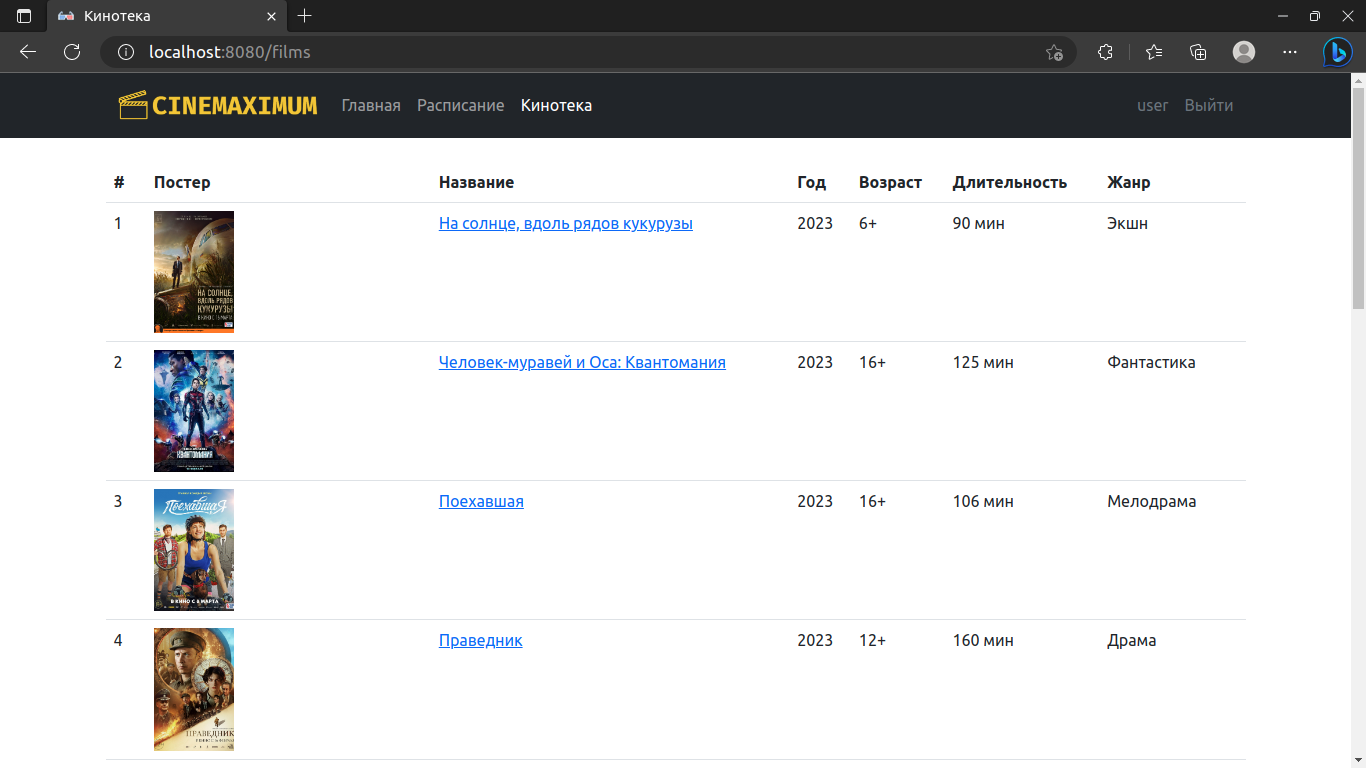 Кинотека
localhost:8080/films
CINEMAXIMUM Главная Расписание Кинотека user Выйти
# Постер Название Год Возраст Длительность Жанр
1 На солнце, вдоль рядов кукурузы 2023 6+ 90 мин Экшн
НА СОЛНЦЕ,
ВДОЛЬ РЯДОВ
КУКУРУЗЫ
2 Человек-муравей и Оса: Квантомания 2023 16+ 125 мин Фантастика
КВАНТОМАНИЯ
3 Поехавшая 2023 16+ 106 мин Мелодрама
Поехавшая
В КИНО С 8 МАРТА
4 Праведник 2023 12+ 160 мин Драма
ПРАВЕДНИК